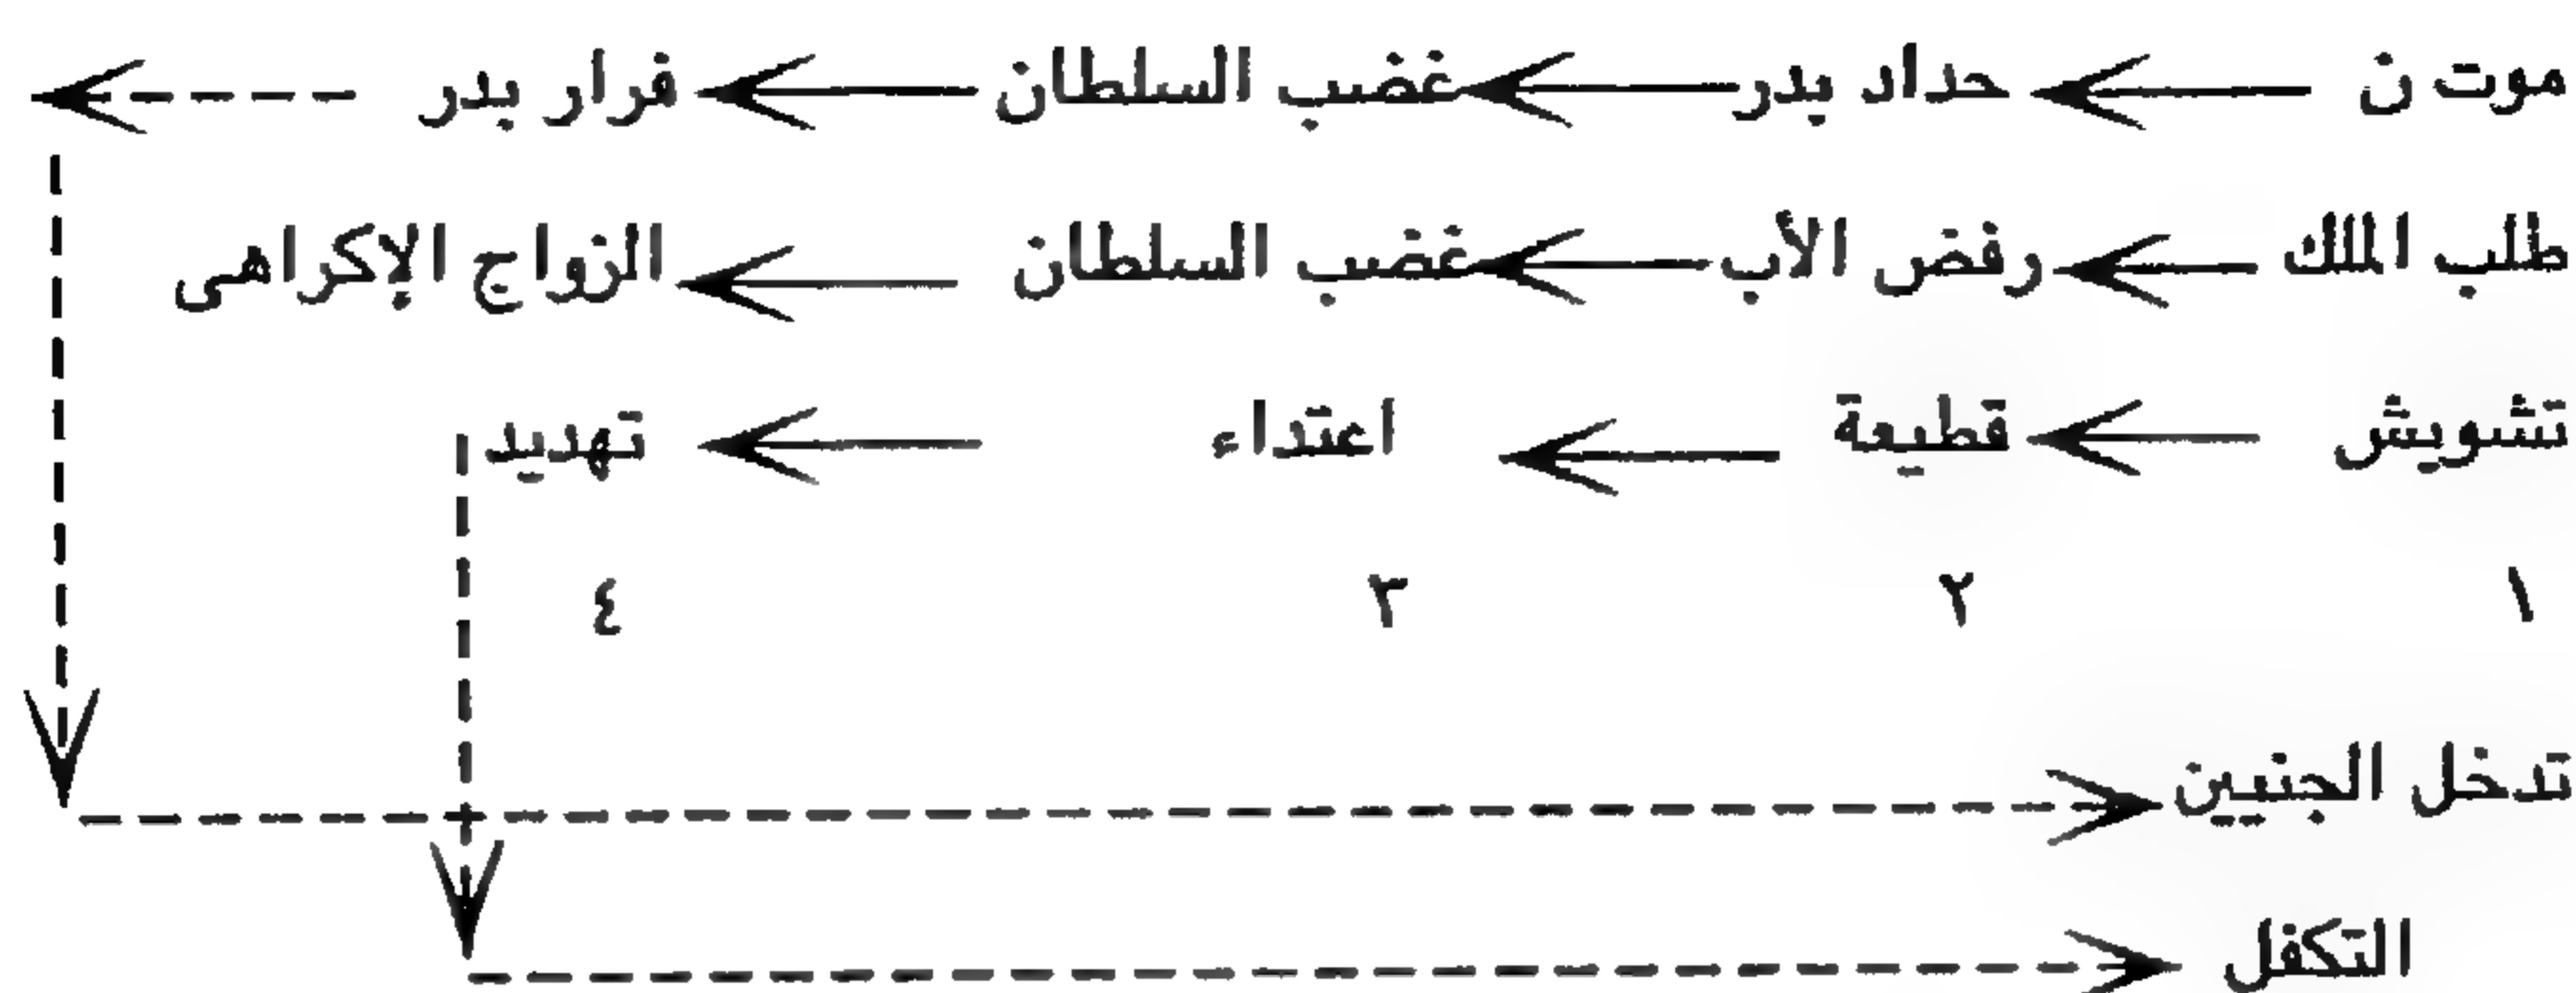 موت ن حداد بدر غضب السلطان فرار بدر
طلب الملك رفض الأب غضب السلطان الزواج الإكراهى
تشويش قطيعة اعتداء تهديد
١ ٢ ٣ ٤
تدخل الجنيين
التكفل